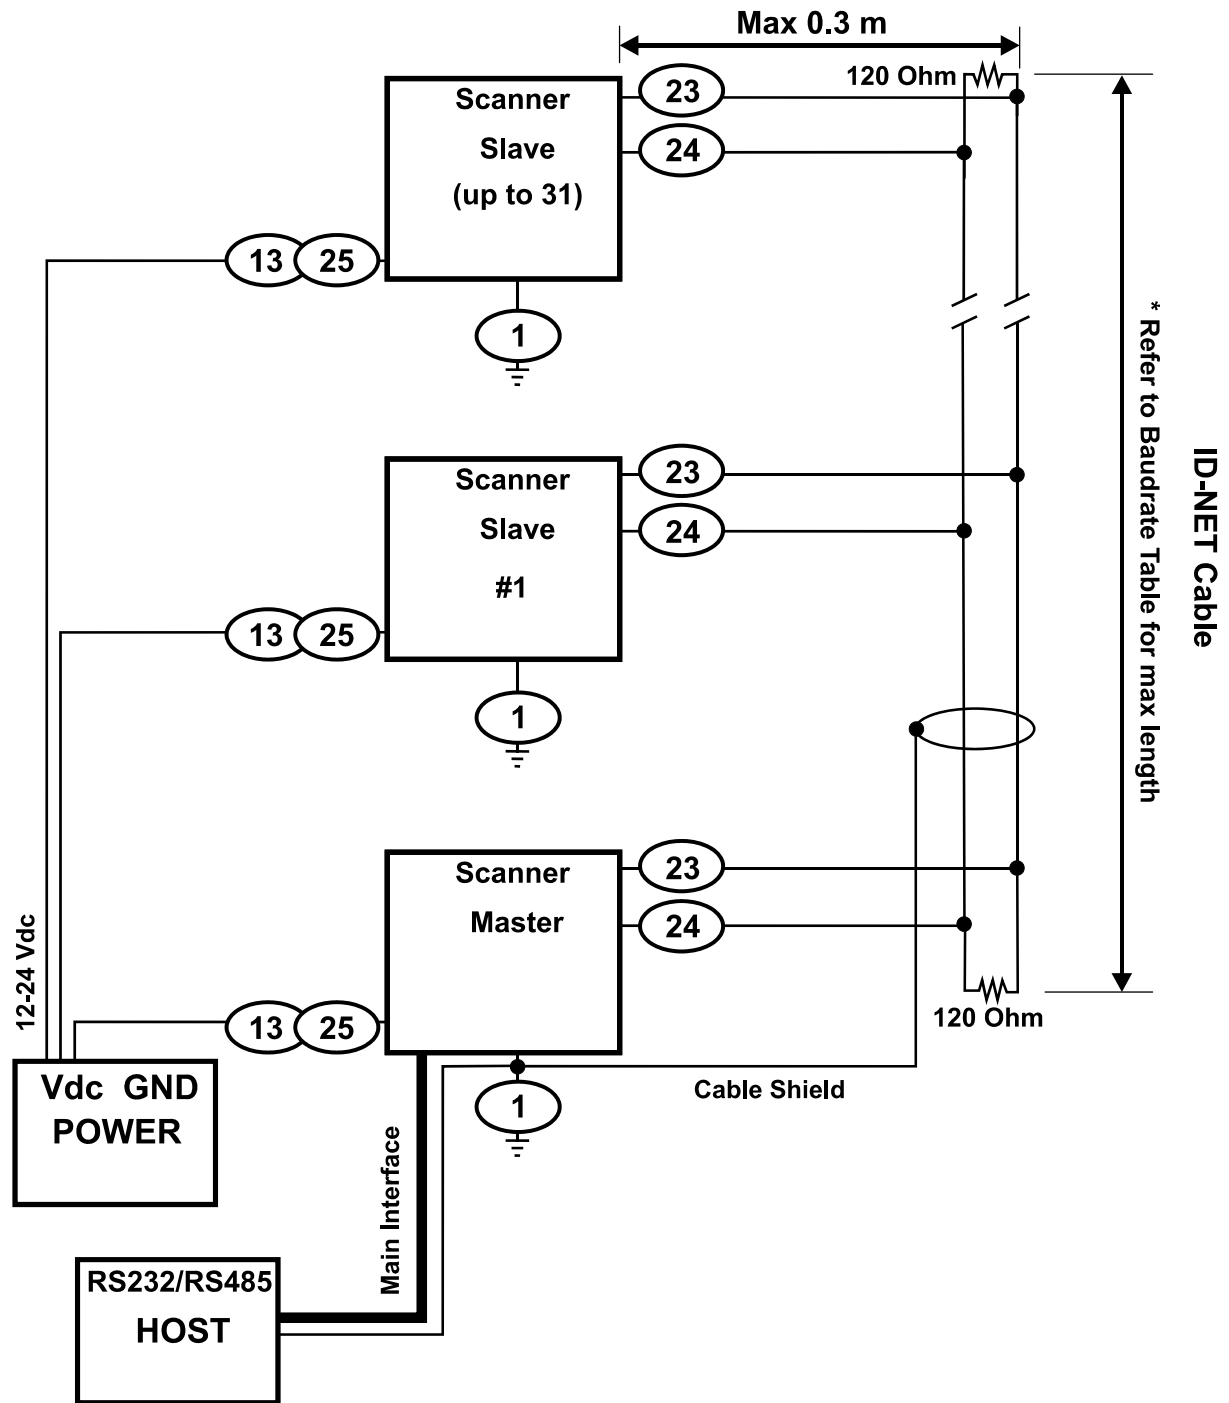 Max 0.3 m
120 Ohm
Scanner
Slave
(up to 31)
23
24
13
25
1
Scanner
Slave
#1
23
24
13
25
1
* Refer to Baudrate Table for max length
ID-NET Cable
Scanner
Master
23
24
13
25
1
120 Ohm
Cable Shield
12-24 Vdc
Vdc GND
POWER
Main Interface
RS232/RS485
HOST